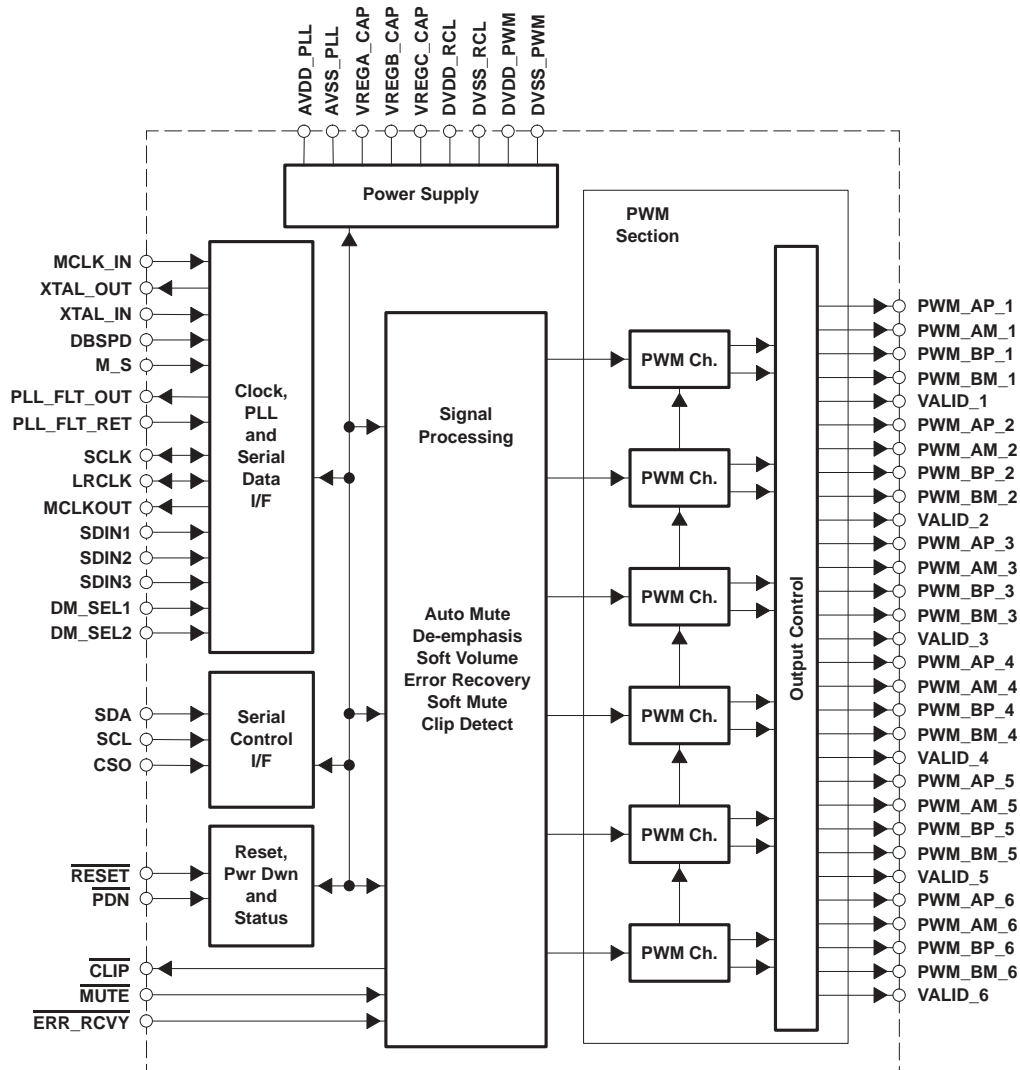 AVDD_PLL
AVSS_PLL
VREGA_CAP
VREGB_CAP
VREGC_CAP
DVDD_RCL
DVSS_RCL
DVDD_PWM
DVSS_PWM
Power Supply
PWM
Section
MCLK_IN
XTAL_OUT
XTAL_IN
DBSPD
M_S
PLL_FLT_OUT
PLL_FLT_RET
SCLK
LRCLK
MCLKOUT
SDIN1
SDIN2
SDIN3
DM_SEL1
DM_SEL2
Clock,
PLL
and
Serial
Data
I/F
SDA
SCL
CSO
Serial
Control
I/F
RESET
PDN
Reset,
Pwr Dwn
and
Status
CLIP
MUTE
ERR_RCVY
Signal
Processing
Auto Mute
De-emphasis
Soft Volume
Error Recovery
Soft Mute
Clip Detect
PWM Ch.
PWM Ch.
PWM Ch.
PWM Ch.
PWM Ch.
PWM Ch.
Output Control
PWM_AP_1
PWM_AM_1
PWM_BP_1
PWM_BM_1
VALID_1
PWM_AP_2
PWM_AM_2
PWM_BP_2
PWM_BM_2
VALID_2
PWM_AP_3
PWM_AM_3
PWM_BP_3
PWM_BM_3
VALID_3
PWM_AP_4
PWM_AM_4
PWM_BP_4
PWM_BM_4
VALID_4
PWM_AP_5
PWM_AM_5
PWM_BP_5
PWM_BM_5
VALID_5
PWM_AP_6
PWM_AM_6
PWM_BP_6
PWM_BM_6
VALID_6